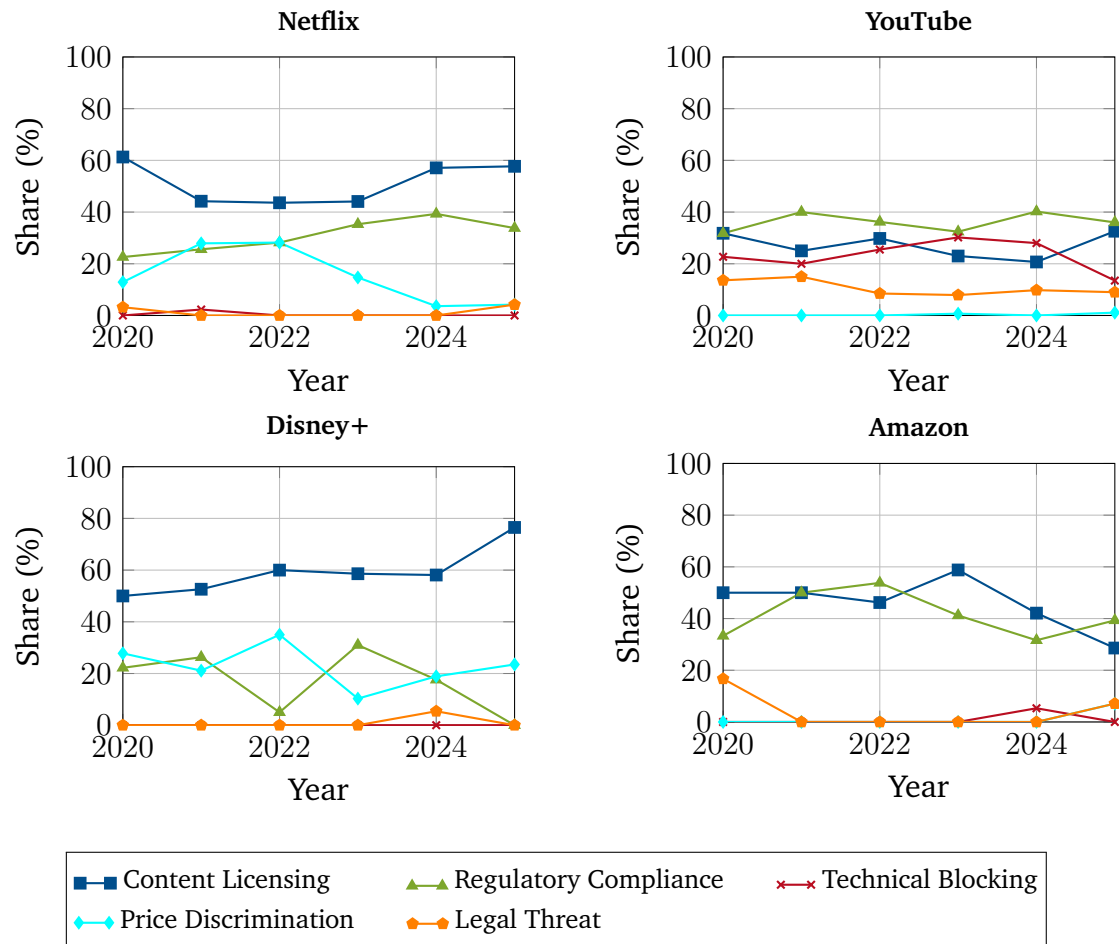 Netflix
100
80
60
40
20
0
2020 2022 2024
Share (%)
Year
YouTube
100
80
60
40
20
0
2020 2022 2024
Share (%)
Year
Disney+
100
80
60
40
20
0
2020 2022 2024
Share (%)
Year
Amazon
100
80
60
40
20
0
2020 2022 2024
Share (%)
Year
Content Licensing Regulatory Compliance Technical Blocking
Price Discrimination Legal Threat